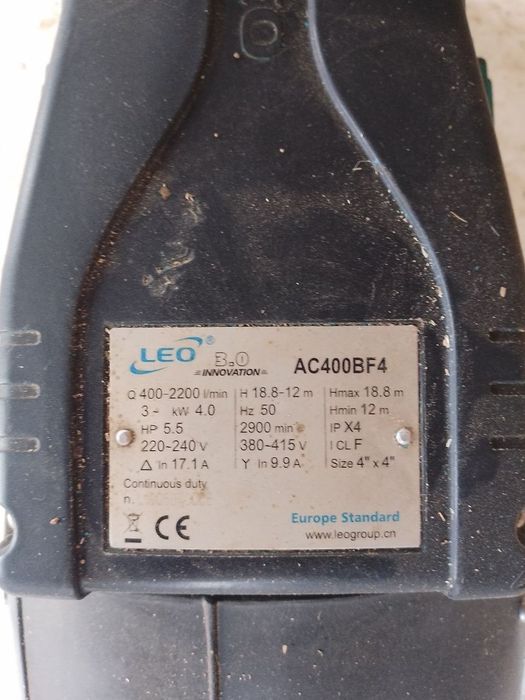 LEO® 3.0 INNOVATION AC400BF4
Q 400-2200 l/min H 18.8-12 m Hmax 18.8 m
3 ~ kW 4.0 Hz 50 Hmin 12 m
HP 5.5 2900 min IP X4
220-240 V 380-415 V I CL F
△ In 17.1 A Y In 9.9 A Size 4" x 4"
Continuous duty
n.
CE Europe Standard
www.leogroup.cn